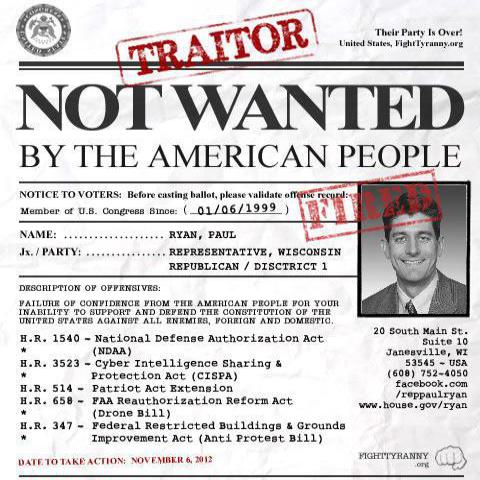 TRAITOR
Their Party Is Over!
United States, FightTyranny.org
NOT WANTED
BY THE AMERICAN PEOPLE
NOTICE TO VOTERS: Before casting ballot, please validate offense record:
Member of U.S. Congress Since: ( 01/06/1999 )
FIRED
NAME: ................... RYAN, PAUL
Jx. / PARTY: ................ REPRESENTATIVE, WISCONSIN
REPUBLICAN / DISCTRICT 1
DESCRIPTION OF OFFENSIVES:
FAILURE OF CONFIDENCE FROM THE AMERICAN PEOPLE FOR YOUR
INABILITY TO SUPPORT AND DEFEND THE CONSTITUTION OF THE
UNITED STATES AGAINST ALL ENEMIES, FOREIGN AND DOMESTIC.
H.R. 1540 - National Defense Authorization Act
* (NDAA)
H.R. 3523 - Cyber Intelligence Sharing &
* Protection Act (CISPA)
H.R. 514 - Patriot Act Extension
H.R. 658 - FAA Reauthorization Reform Act
* (Drone Bill)
H.R. 347 - Federal Restricted Buildings & Grounds
* Improvement Act (Anti Protest Bill)
DATE TO TAKE ACTION: NOVEMBER 6, 2012
20 South Main St.
Suite 10
Janesville, WI
53545 - USA
(608) 752-4050
facebook.com
/reppaulryan
www.house.gov/ryan
FIGHTTYRANNY
.org